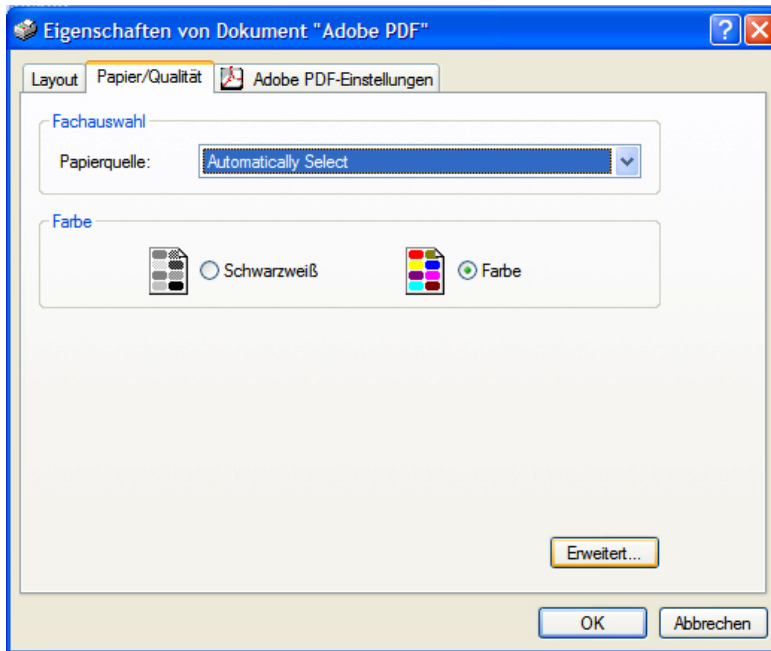 Eigenschaften von Dokument "Adobe PDF"
Layout Papier/Qualität Adobe PDF-Einstellungen
Fachauswahl
Papierquelle: Automatically Select
Farbe
Schwarzweiß Farbe
Erweitert...
OK Abbrechen